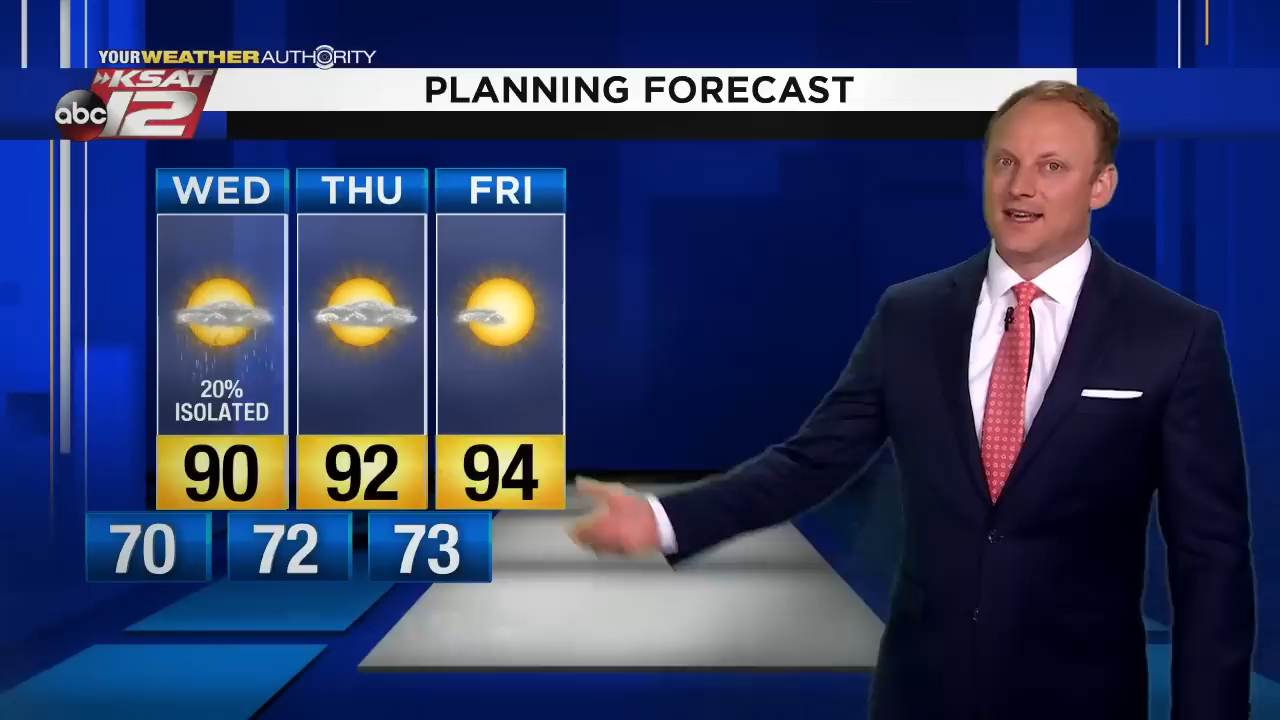 YOURWEATHERAUTHORITY
KSAT
abc 12
PLANNING FORECAST
WED THU FRI
20%
ISOLATED
90 92 94
70 72 73